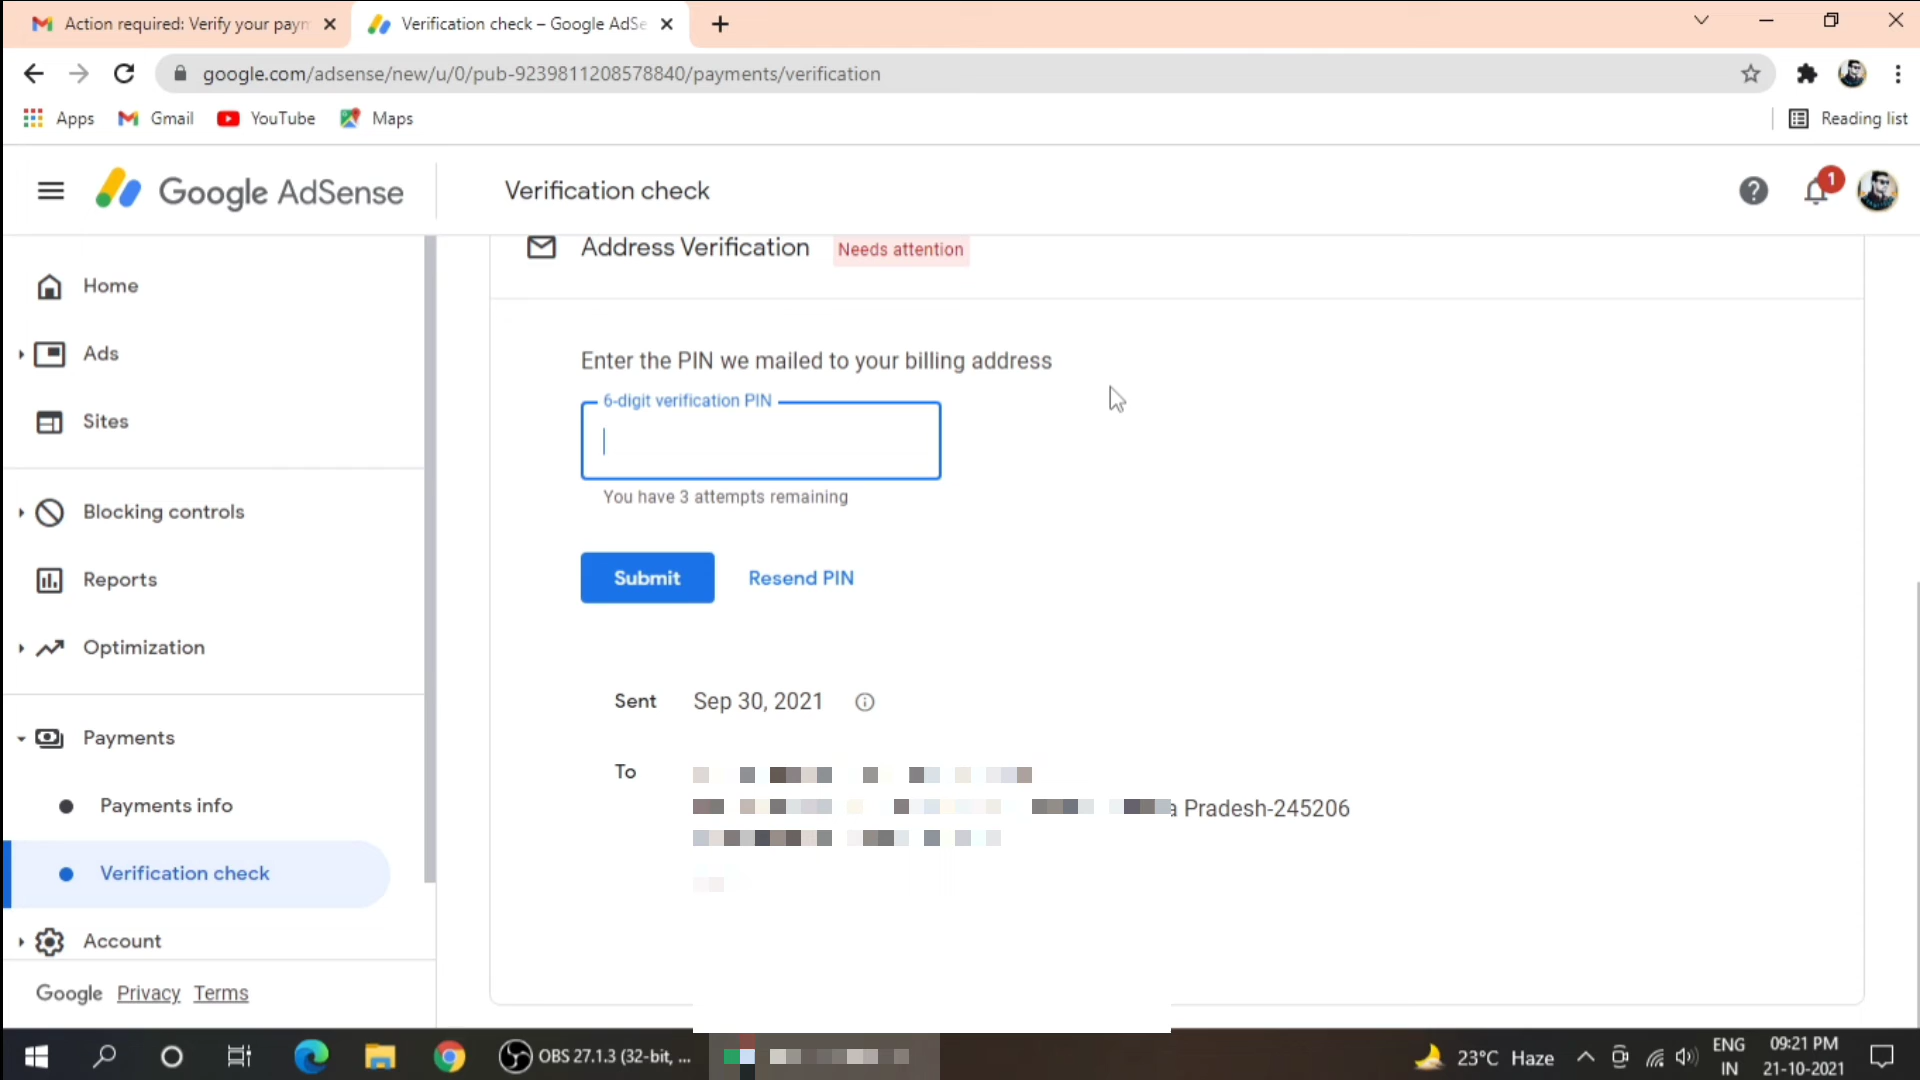 Action required: Verify your paym
Verification check – Google AdSe
google.com/adsense/new/u/0/pub-9239811208578840/payments/verification
Apps
Gmail
YouTube
Maps
Reading list
Google AdSense
Verification check
1
Address Verification
Needs attention
Home
Ads
Sites
Blocking controls
Reports
Optimization
Payments
Payments info
Verification check
Account
Google Privacy Terms
Enter the PIN we mailed to your billing address
6-digit verification PIN
You have 3 attempts remaining
Submit
Resend PIN
Sent Sep 30, 2021
To
a Pradesh-245206
OBS 27.1.3 (32-bit, ...
23°C Haze
ENG
IN
09:21 PM
21-10-2021